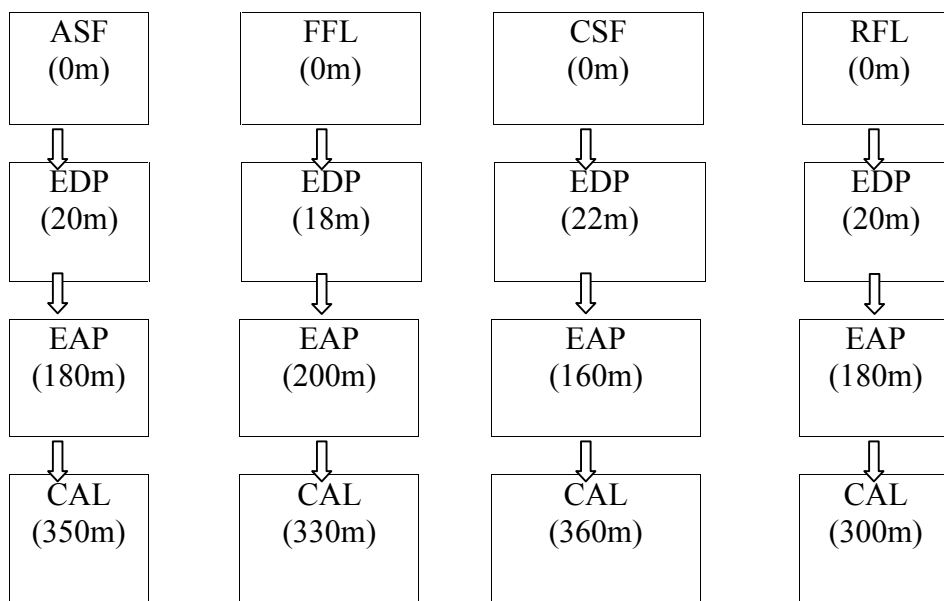 ASF
(0m)
FFL
(0m)
CSF
(0m)
RFL
(0m)
EDP
(20m)
EDP
(18m)
EDP
(22m)
EDP
(20m)
EAP
(180m)
EAP
(200m)
EAP
(160m)
EAP
(180m)
CAL
(350m)
CAL
(330m)
CAL
(360m)
CAL
(300m)